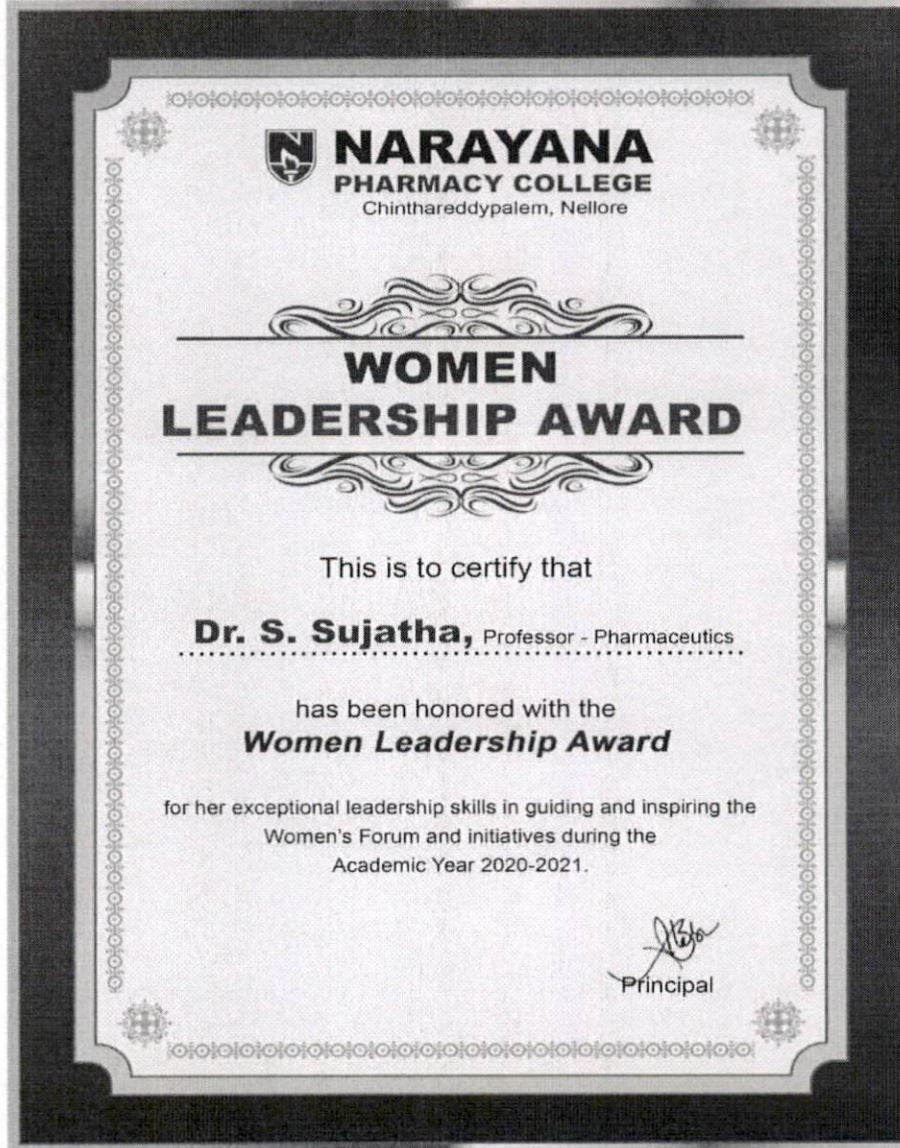 NARAYANA
PHARMACY COLLEGE
Chinthareddypalem, Nellore
WOMEN
LEADERSHIP AWARD
This is to certify that
Dr. S. Sujatha, Professor - Pharmaceutics
has been honored with the
Women Leadership Award
for her exceptional leadership skills in guiding and inspiring the
Women's Forum and initiatives during the
Academic Year 2020-2021.
Principal